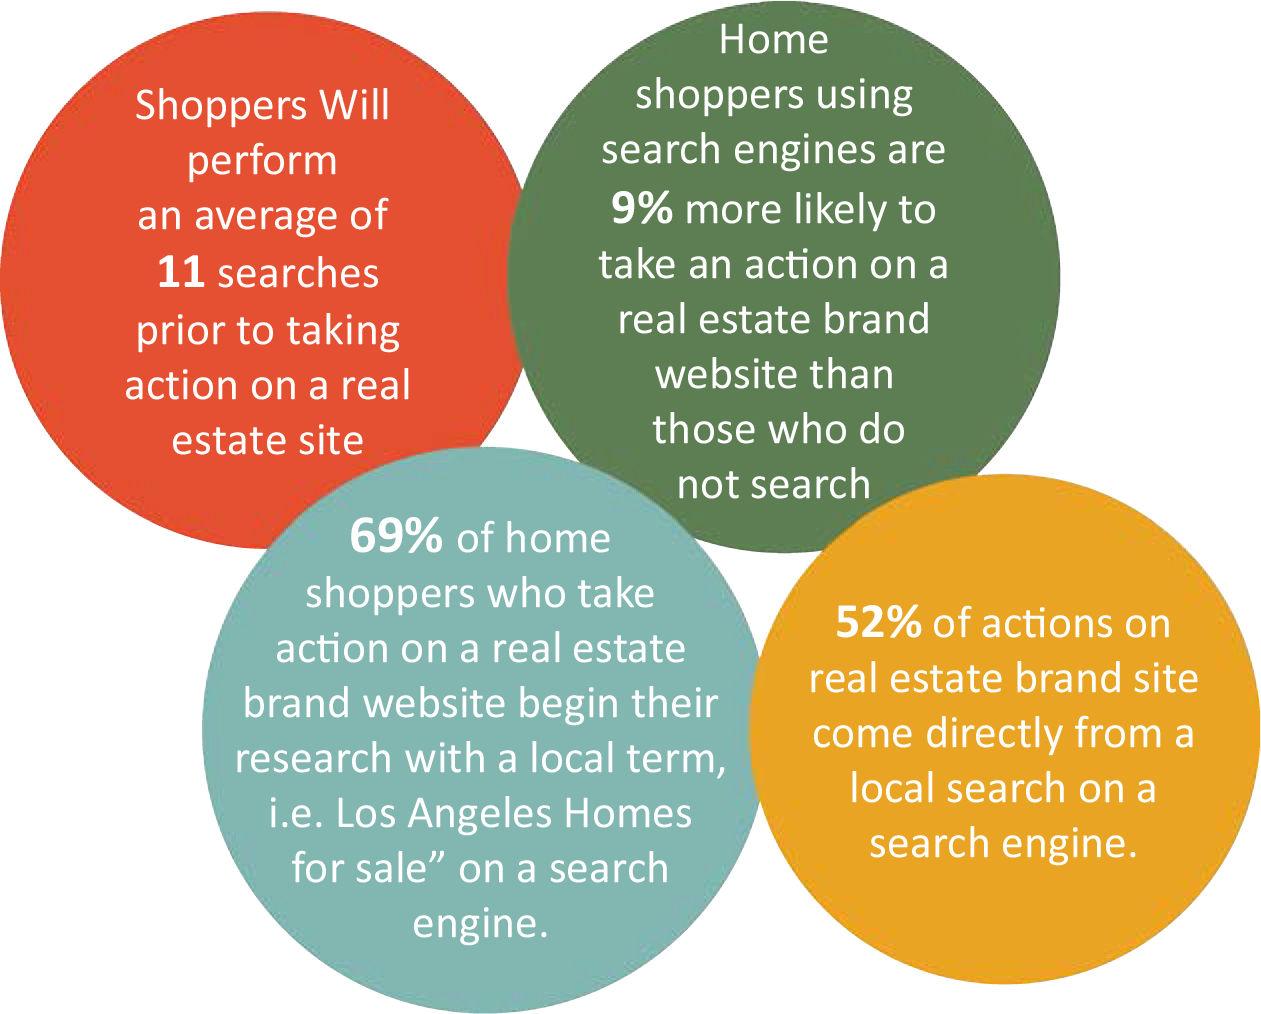 Shoppers Will
perform
an average of
11 searches
prior to taking
action on a real
estate site
Home
shoppers using
search engines are
9% more likely to
take an action on a
real estate brand
website than
those who do
not search
69% of home
shoppers who take
action on a real estate
brand website begin their
research with a local term,
i.e. Los Angeles Homes
for sale” on a search
engine.
52% of actions on
real estate brand site
come directly from a
local search on a
search engine.